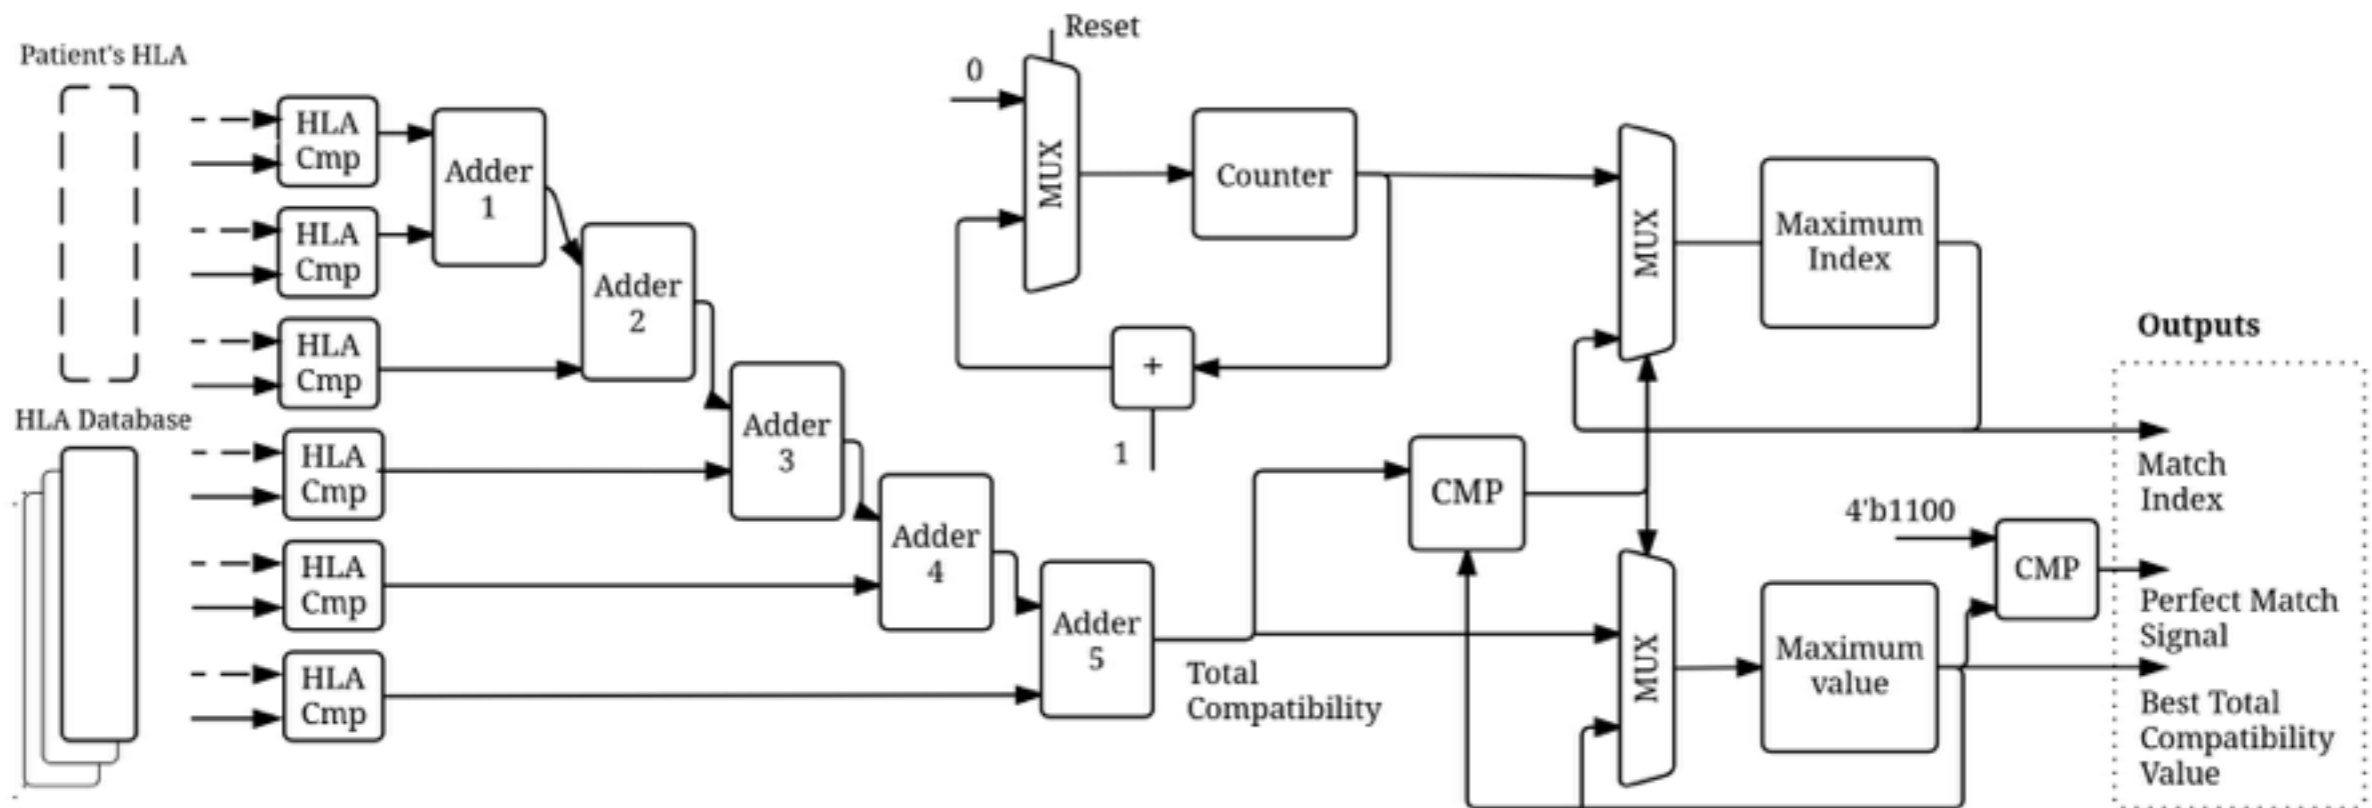 Patient's HLA
HLA
Cmp
HLA
Cmp
HLA
Cmp
HLA Database
HLA
Cmp
HLA
Cmp
HLA
Cmp
Adder
1
Adder
2
Adder
3
Adder
4
Adder
5
Total
Compatibility
Reset
0
MUX
Counter
+
1
MUX
Maximum
Index
CMP
MUX
Maximum
value
4'b1100
CMP
Outputs
Match
Index
Perfect Match
Signal
Best Total
Compatibility
Value